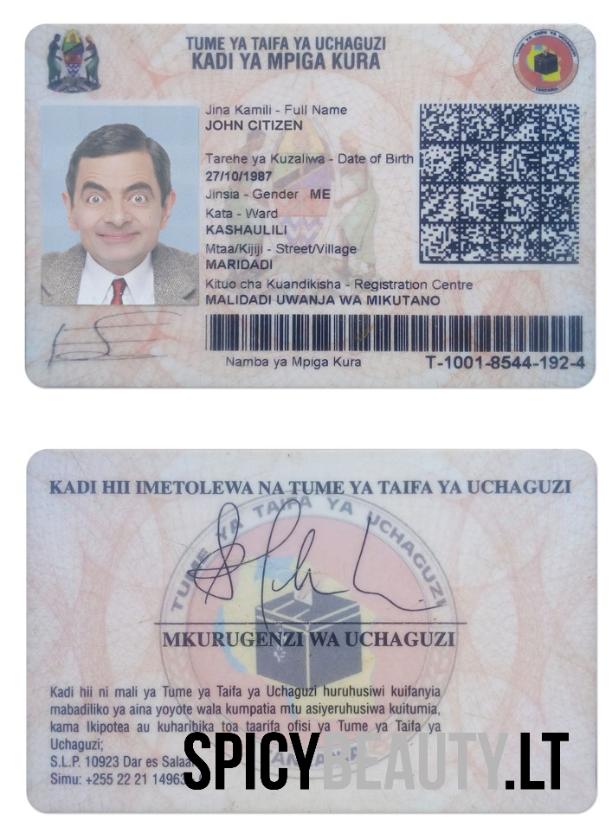 TUME YA TAIFA YA UCHAGUZI
KADI YA MPIGA KURA
Jina Kamili - Full Name
JOHN CITIZEN
Tarehe ya Kuzaliwa - Date of Birth
27/10/1987
Jinsia - Gender ME
Kata - Ward
KASHAULILI
Mtaa/Kijiji - Street/Village
MARIDADI
Kituo cha Kuandikisha - Registration Centre
MALIDADI UWANJA WA MIKUTANO
Namba ya Mpiga Kura T-1001-8544-192-4
KADI HII IMETOLEWA NA TUME YA TAIFA YA UCHAGUZI
TUME YA TAIFA YA UCHAGUZI
MKURUGENZI WA UCHAGUZI
Kadi hii ni mali ya Tume ya Taifa ya Uchaguzi huruhusiwi kuifanyia
mabadiliko ya aina yoyote wala kumpatia mtu asiyeruhusiwa kuitumia,
kama Ikipotea au kuharibika toa taarifa ofisi ya Tume ya Taifa ya
Uchaguzi;
S.L.P. 10923 Dar es Salaa
Simu: +255 22 21 1496
SPICYBEAUTY.LT